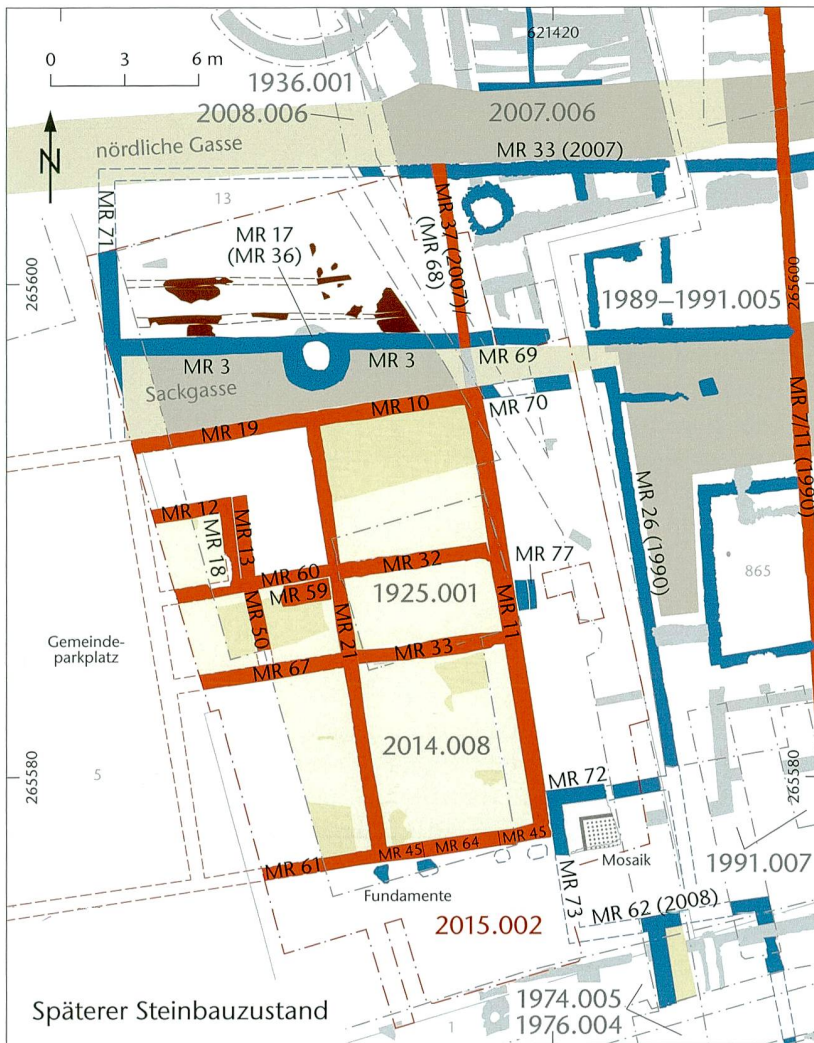 621420
0 3 6 m
1936.001
2008.006
2007.006
N
nördliche Gasse
MR 33 (2007)
MR 71
13
MR 17
(MR 36)
MR 37 (2007)/
(MR 68)
265600
1989–1991.005
265600
MR 3
MR 3
MR 69
Sackgasse
MR 70
MR 10
MR 19
MR 7/11 (1990)
MR 12
MR 18
MR 13
MR 26 (1990)
MR 77
MR 32
MR 60
MR 59
1925.001
865
MR 50
MR 21
MR 11
Gemeinde-
parkplatz
MR 33
MR 67
2014.008
265580
5
MR 72
265580
MR 45
MR 64
MR 45
MR 61
Mosaik
1991.007
Fundamente
MR 73
MR 62 (2008)
2015.002
1974.005
1976.004
1
Späterer Steinbauzustand